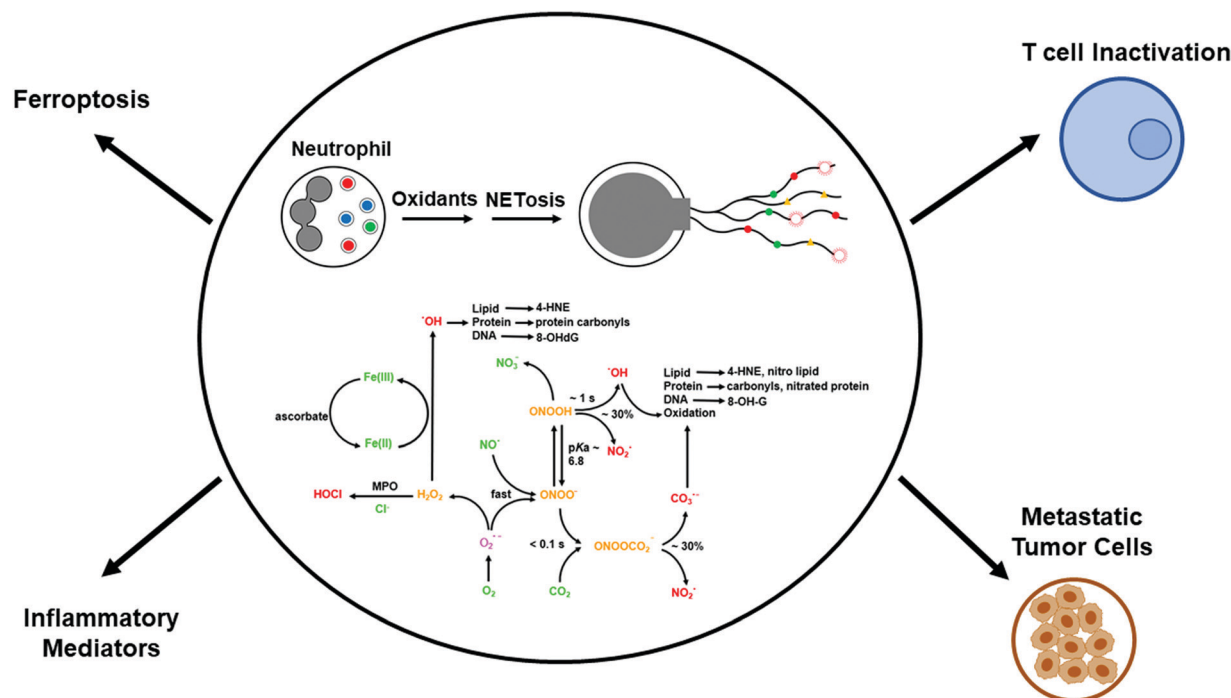 T cell Inactivation
Ferroptosis
Neutrophil
Oxidants
NETosis
Lipid → 4-HNE
˙OH → Protein → protein carbonyls
DNA → 8-OHdG
NO₃⁻
˙OH
Lipid → 4-HNE, nitro lipid
Protein → carbonyls, nitrated protein
DNA → 8-OH-G
Oxidation
Fe(III)
ascorbate
Fe(II)
~ 1 s
ONOOH
~ 30%
NO₂˙
pKa ~
6.8
NO˙
HOCl
MPO
Cl⁻
H₂O₂
fast
ONOO⁻
CO₃˙⁻
O₂˙⁻
< 0.1 s
ONOOCO₂⁻
~ 30%
O₂
CO₂
NO₂˙
Metastatic
Tumor Cells
Inflammatory
Mediators